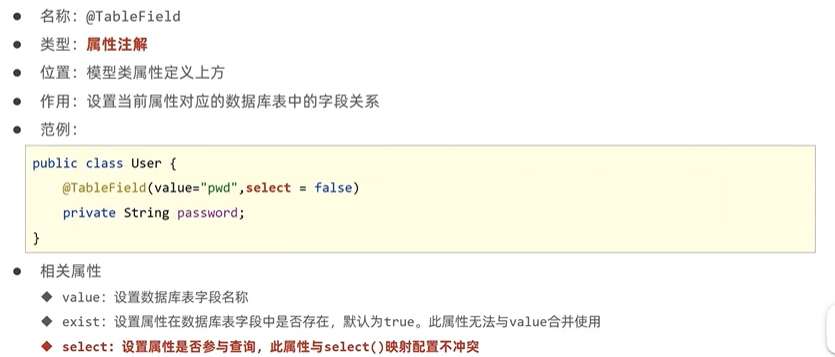 ● 名称：@TableField
● 类型：属性注解
● 位置：模型类属性定义上方
● 作用：设置当前属性对应的数据库表中的字段关系
● 范例：
public class User {
    @TableField(value="pwd",select = false)
    private String password;
}
● 相关属性
◆ value：设置数据库表字段名称
◆ exist：设置属性在数据库表字段中是否存在，默认为true。此属性无法与value合并使用
◆ select：设置属性是否参与查询，此属性与select()映射配置不冲突